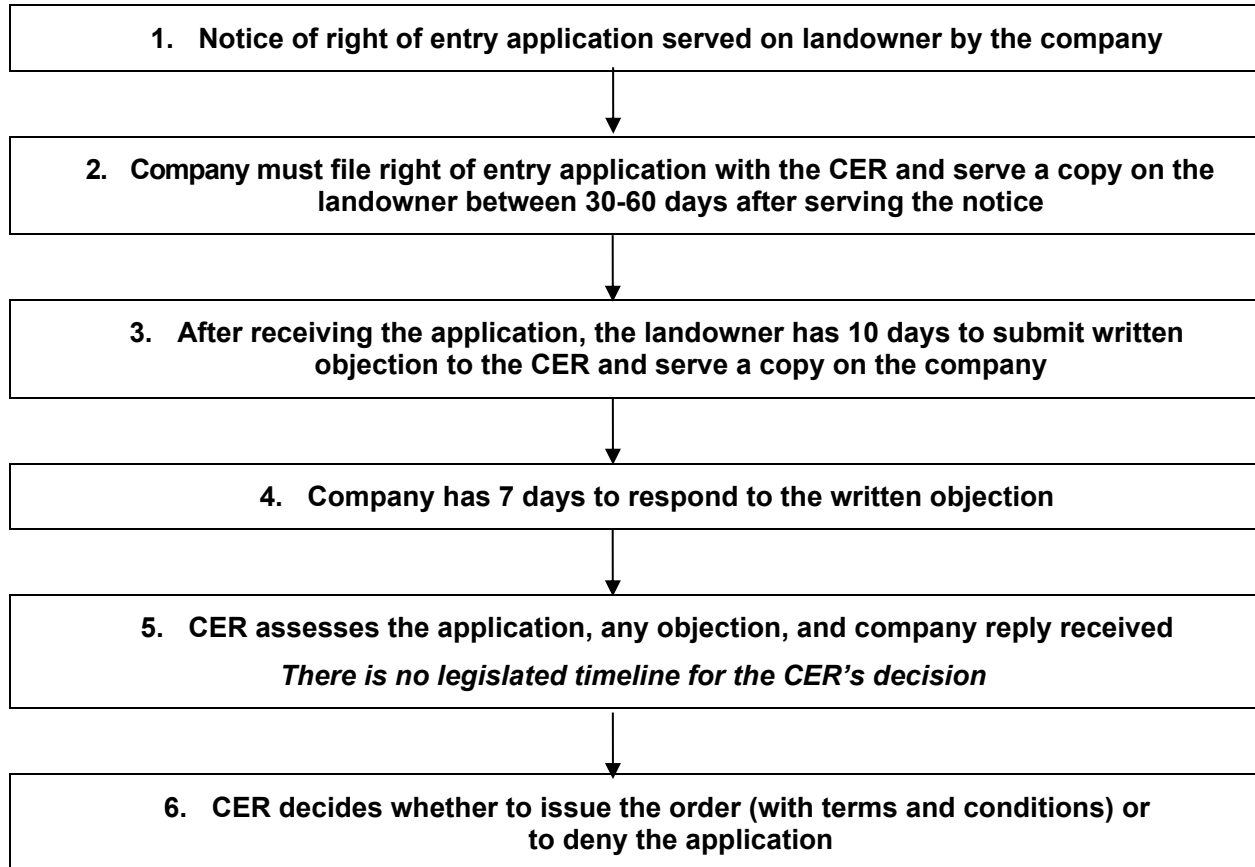 1. Notice of right of entry application served on landowner by the company
2. Company must file right of entry application with the CER and serve a copy on the
landowner between 30-60 days after serving the notice
3. After receiving the application, the landowner has 10 days to submit written
objection to the CER and serve a copy on the company
4. Company has 7 days to respond to the written objection
5. CER assesses the application, any objection, and company reply received
There is no legislated timeline for the CER’s decision
6. CER decides whether to issue the order (with terms and conditions) or
to deny the application